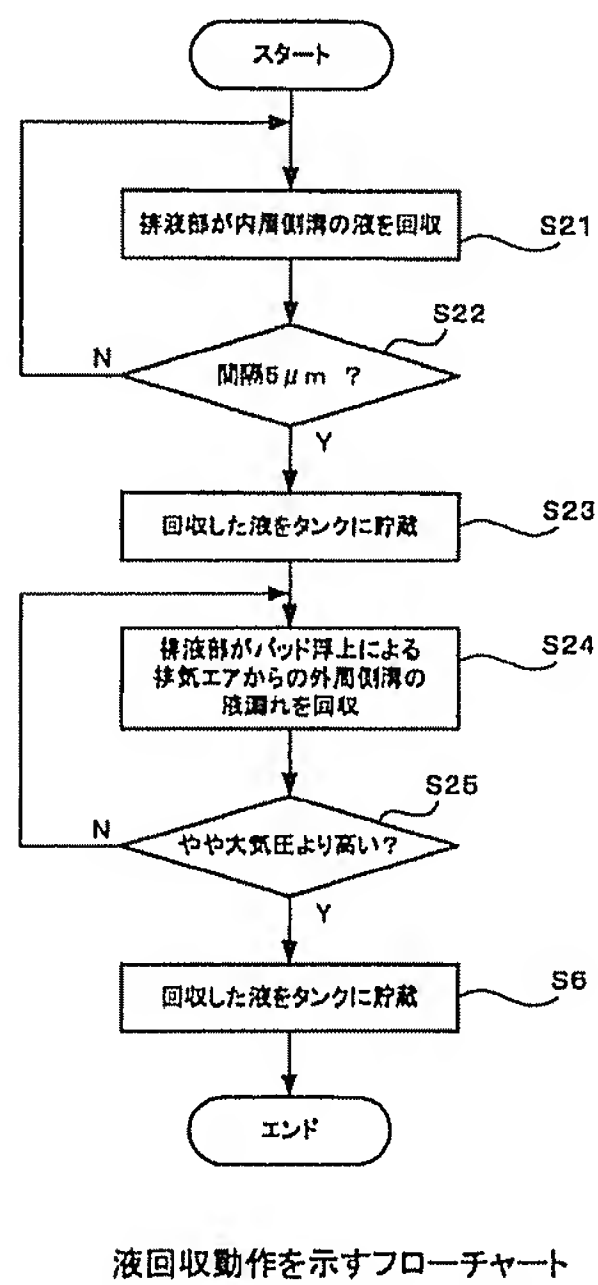 スタート
排液部が内周側溝の液を回収
S21
S22
間隔5μm ?
N
Y
回収した液をタンクに貯蔵
S23
排液部がパッド浮上による
排気エアからの外周側溝の
液漏れを回収
S24
S25
やや大気圧より高い?
N
Y
回収した液をタンクに貯蔵
S6
エンド
液回収動作を示すフローチャート